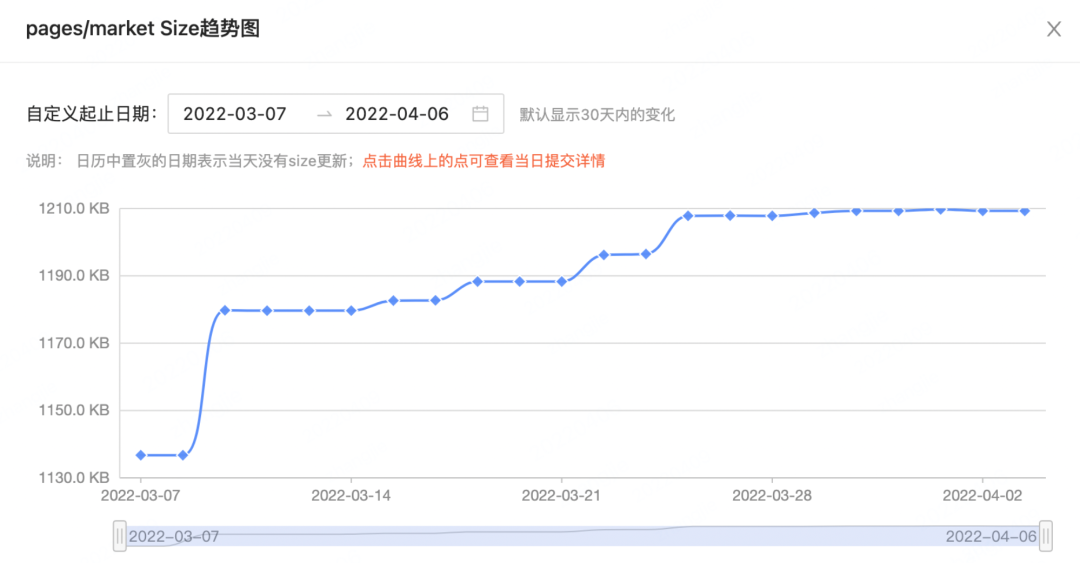 pages/market Size趋势图
自定义起止日期： 2022-03-07 → 2022-04-06 默认显示30天内的变化
说明： 日历中置灰的日期表示当天没有size更新；点击曲线上的点可查看当日提交详情
1210.0 KB
1190.0 KB
1170.0 KB
1150.0 KB
1130.0 KB
2022-03-07 2022-03-14 2022-03-21 2022-03-28 2022-04-02
2022-03-07 2022-04-06